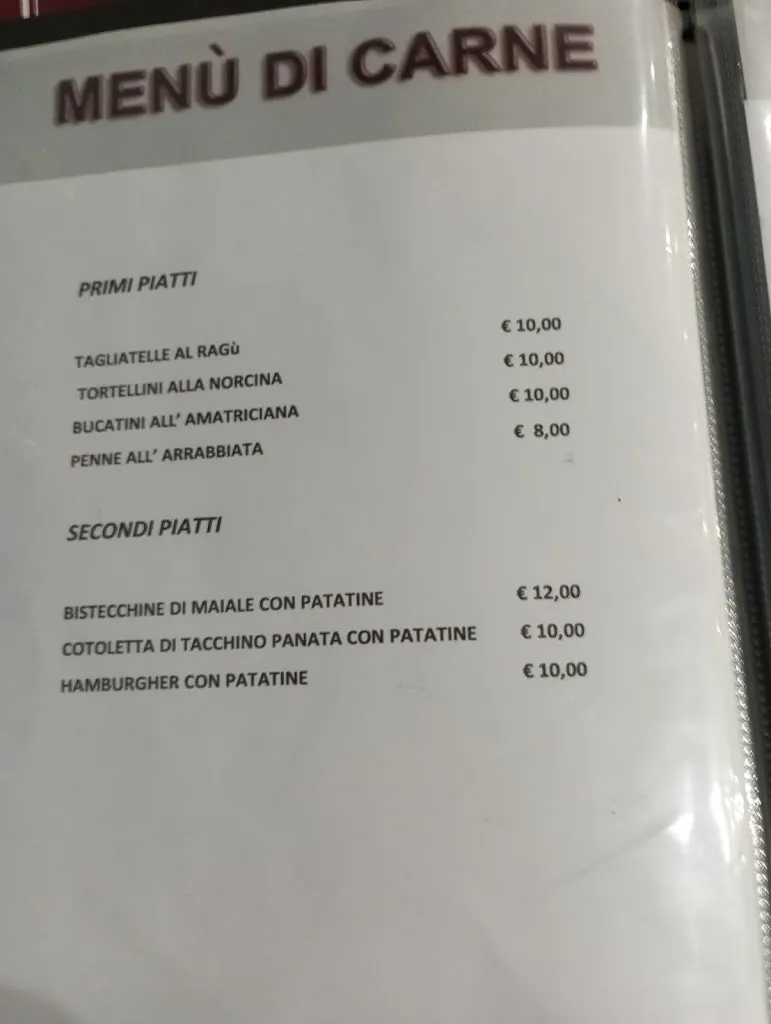 MENÙ DI CARNE
PRIMI PIATTI
TAGLIATELLE AL RAGù € 10,00
TORTELLINI ALLA NORCINA € 10,00
BUCATINI ALL' AMATRICIANA € 10,00
PENNE ALL' ARRABBIATA € 8,00
SECONDI PIATTI
BISTECCHINE DI MAIALE CON PATATINE € 12,00
COTOLETTA DI TACCHINO PANATA CON PATATINE € 10,00
HAMBURGHER CON PATATINE € 10,00